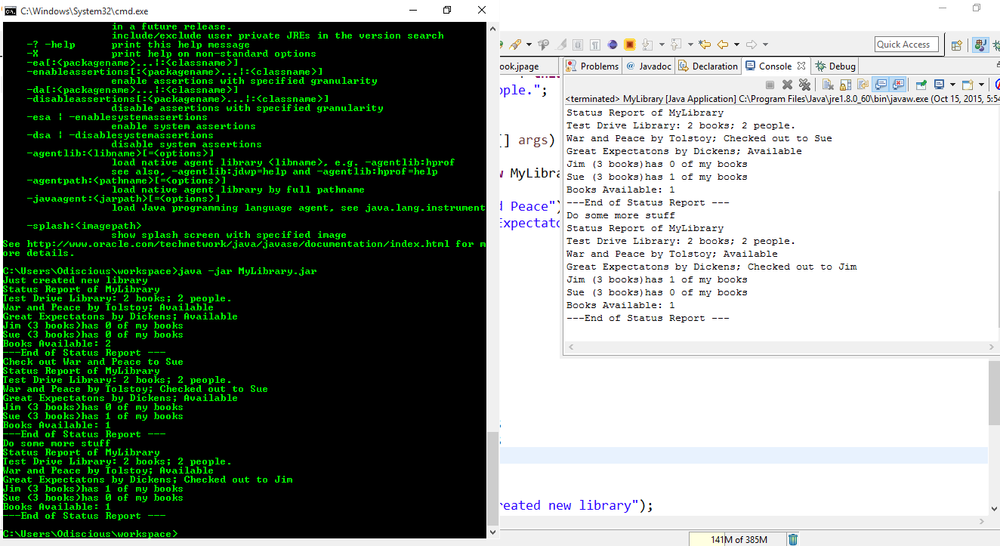 C:\Windows\System32\cmd.exe
in a future release.
include/exclude user private JREs in the version search
-? -help print this help message
-X print help on non-standard options
-ea[:<packagename>...¦:<classname>]
-enableassertions[:<packagename>...¦:<classname>]
enable assertions with specified granularity
-da[:<packagename>...¦:<classname>]
-disableassertions[:<packagename>...¦:<classname>]
disable assertions with specified granularity
-esa ¦ -enablesystemassertions
enable system assertions
-dsa ¦ -disablesystemassertions
disable system assertions
-agentlib:<libname>[=<options>]
load native agent library <libname>, e.g. -agentlib:hprof
see also, -agentlib:jdwp=help and -agentlib:hprof=help
-agentpath:<pathname>[=<options>]
load native agent library by full pathname
-javaagent:<jarpath>[=<options>]
load Java programming language agent, see java.lang.instrument
-splash:<imagepath>
show splash screen with specified image
See http://www.oracle.com/technetwork/java/javase/documentation/index.html for m
ore details.
C:\Users\Odiscious\workspace>java -jar MyLibrary.jar
Just created new library
Status Report of MyLibrary
Test Drive Library: 2 books; 2 people.
War and Peace by Tolstoy; Available
Great Expectatons by Dickens; Available
Jim (3 books)has 0 of my books
Sue (3 books)has 0 of my books
Books Available: 2
---End of Status Report ---
Check out War and Peace to Sue
Status Report of MyLibrary
Test Drive Library: 2 books; 2 people.
War and Peace by Tolstoy; Checked out to Sue
Great Expectatons by Dickens; Available
Jim (3 books)has 0 of my books
Sue (3 books)has 1 of my books
Books Available: 1
---End of Status Report ---
Do some more stuff
Status Report of MyLibrary
Test Drive Library: 2 books; 2 people.
War and Peace by Tolstoy; Available
Great Expectatons by Dickens; Checked out to Jim
Jim (3 books)has 1 of my books
Sue (3 books)has 0 of my books
Books Available: 1
---End of Status Report ---
C:\Users\Odiscious\workspace>
Quick Access
ook.jpage
Problems
@ Javadoc
Declaration
Console
Debug
<terminated> MyLibrary [Java Application] C:\Program Files\Java\jre1.8.0_60\bin\javaw.exe (Oct 15, 2015, 5:54
Status Report of MyLibrary
Test Drive Library: 2 books; 2 people.
War and Peace by Tolstoy; Checked out to Sue
Great Expectatons by Dickens; Available
Jim (3 books)has 0 of my books
Sue (3 books)has 1 of my books
Books Available: 1
---End of Status Report ---
Do some more stuff
Status Report of MyLibrary
Test Drive Library: 2 books; 2 people.
War and Peace by Tolstoy; Available
Great Expectatons by Dickens; Checked out to Jim
Jim (3 books)has 1 of my books
Sue (3 books)has 0 of my books
Books Available: 1
---End of Status Report ---
ople.";
[] args)
w MyLibra
d Peace")
Expectato
reated new library");
141M of 385M